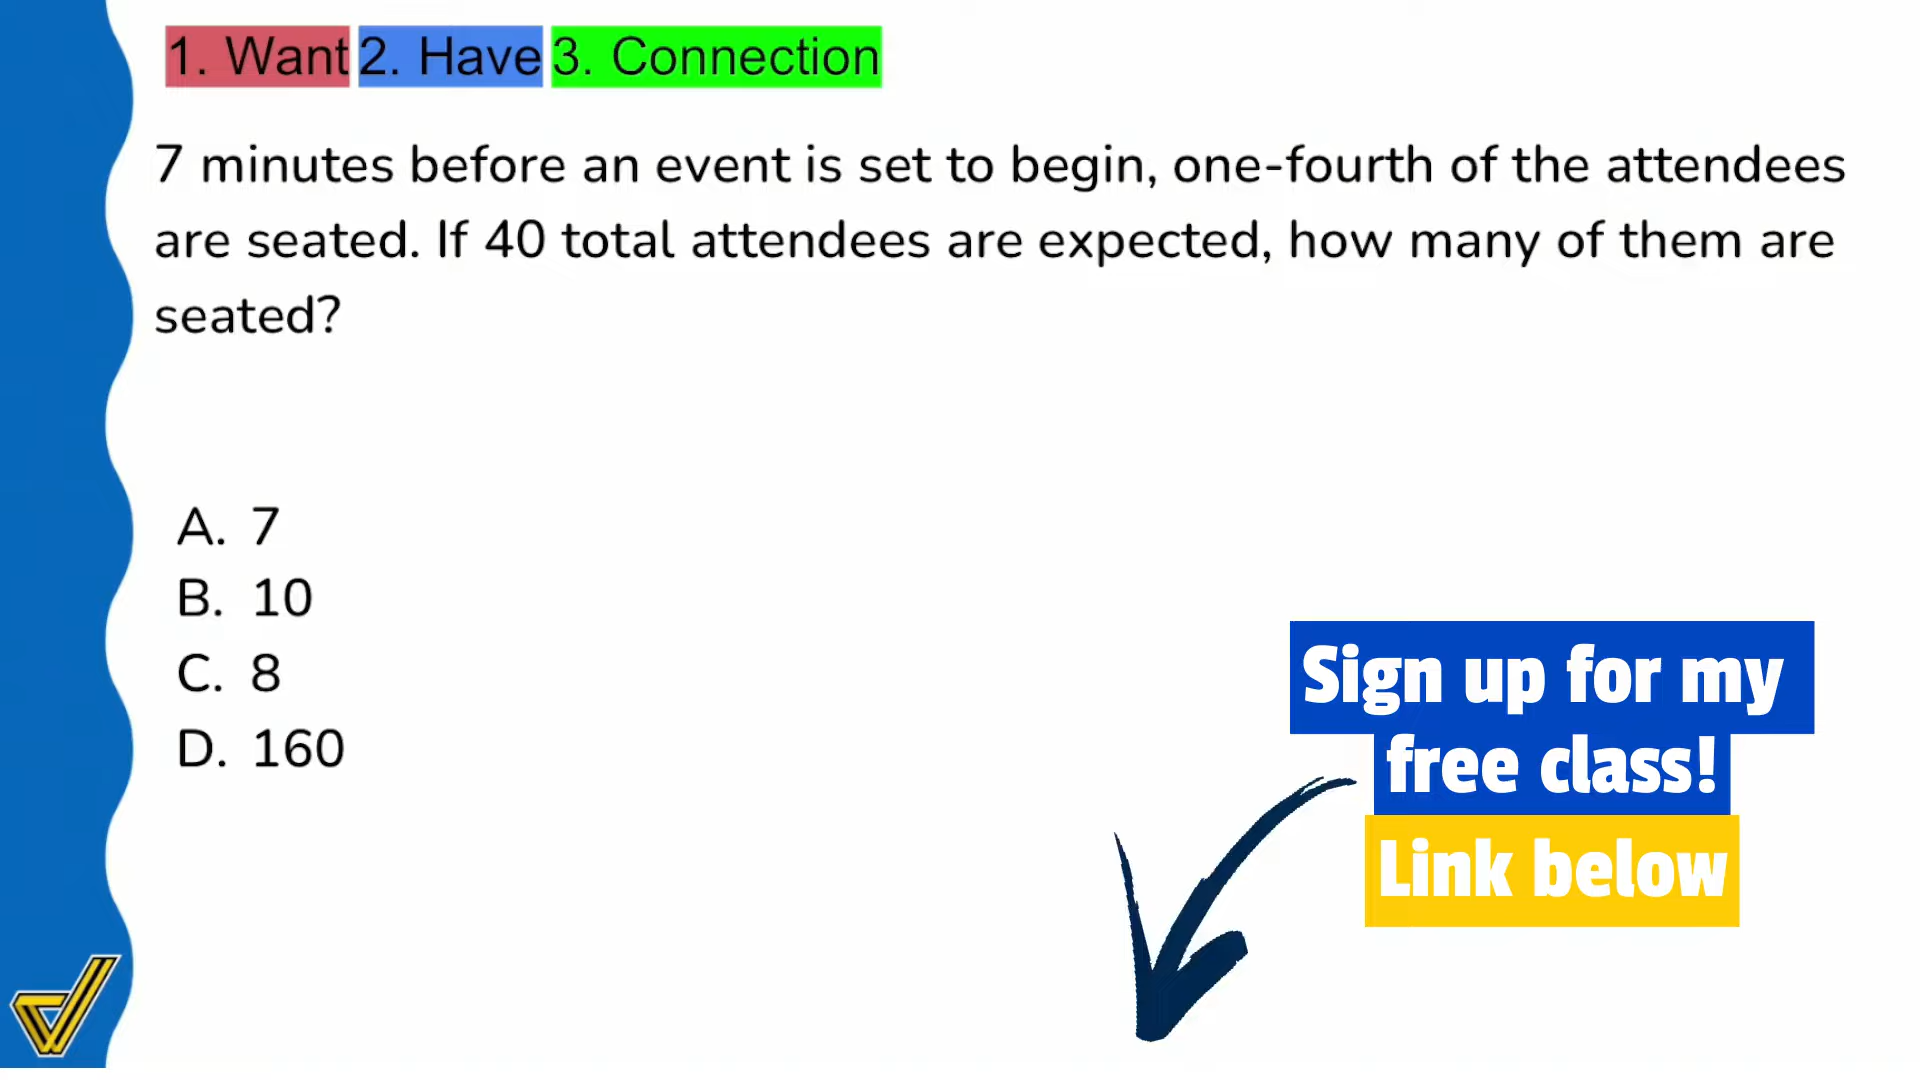 1. Want 2. Have 3. Connection
7 minutes before an event is set to begin, one-fourth of the attendees
are seated. If 40 total attendees are expected, how many of them are
seated?
A. 7
B. 10
C. 8
D. 160
Sign up for my
free class!
Link below